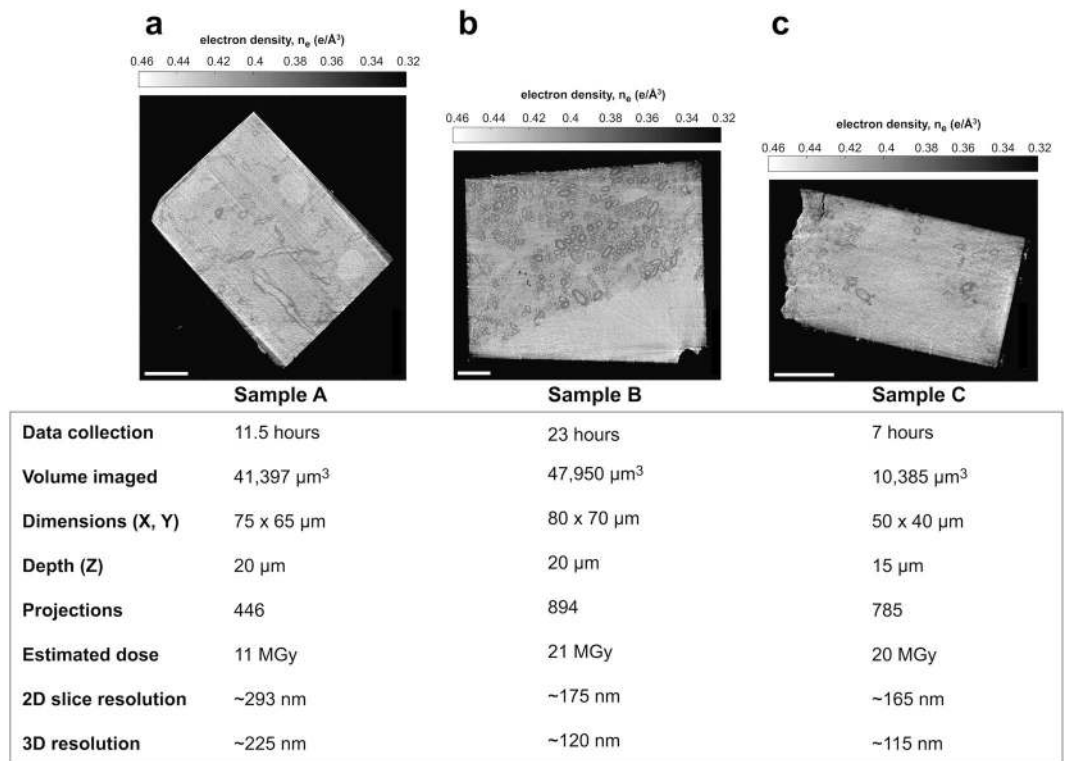 a
electron density, nₑ (e/Å³)
0.46 0.44 0.42 0.4 0.38 0.36 0.34 0.32
b
electron density, nₑ (e/Å³)
0.46 0.44 0.42 0.4 0.38 0.36 0.34 0.32
c
electron density, nₑ (e/Å³)
0.46 0.44 0.42 0.4 0.38 0.36 0.34 0.32
Sample A Sample B Sample C
Data collection 11.5 hours 23 hours 7 hours
Volume imaged 41,397 µm³ 47,950 µm³ 10,385 µm³
Dimensions (X, Y) 75 x 65 µm 80 x 70 µm 50 x 40 µm
Depth (Z) 20 µm 20 µm 15 µm
Projections 446 894 785
Estimated dose 11 MGy 21 MGy 20 MGy
2D slice resolution ~293 nm ~175 nm ~165 nm
3D resolution ~225 nm ~120 nm ~115 nm